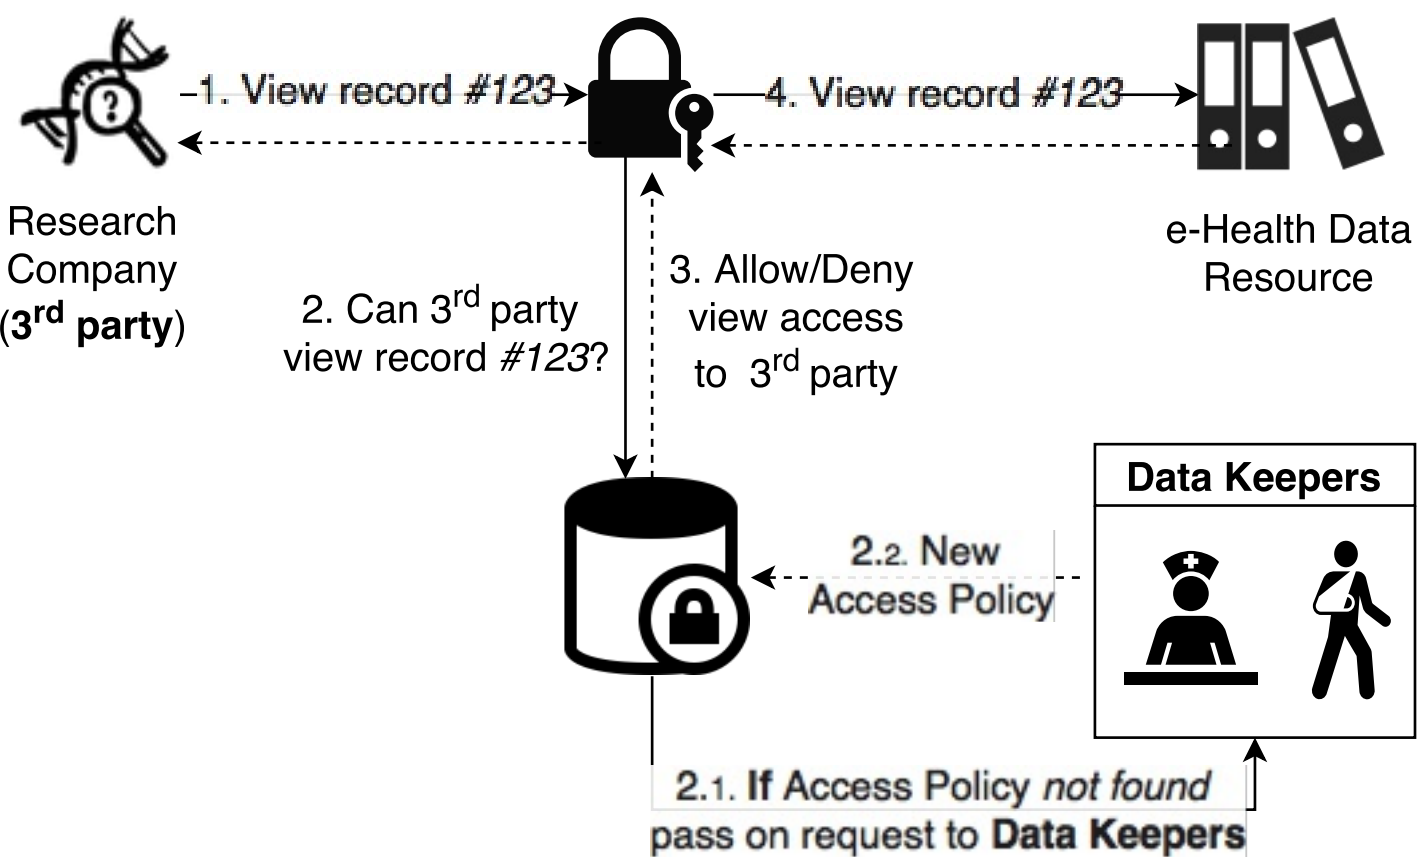 1. View record #123
4. View record #123
Research
Company
(3rd party)
e-Health Data
Resource
2. Can 3rd party
view record #123?
3. Allow/Deny
view access
to 3rd party
Data Keepers
2.2. New
Access Policy
2.1. If Access Policy not found
pass on request to Data Keepers